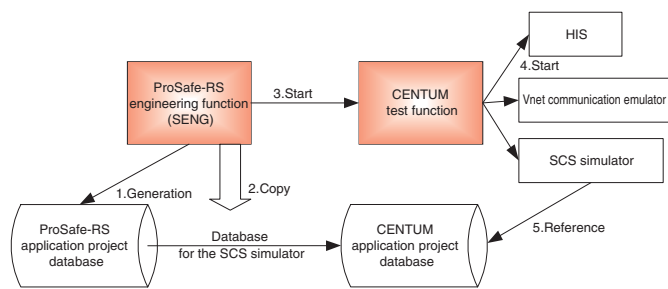 HIS
4.Start
ProSafe-RS
engineering function
(SENG)
3.Start
CENTUM
test function
Vnet communication emulator
SCS simulator
1.Generation
2.Copy
5.Reference
ProSafe-RS
application project
database
Database
for the SCS simulator
CENTUM
application project
database